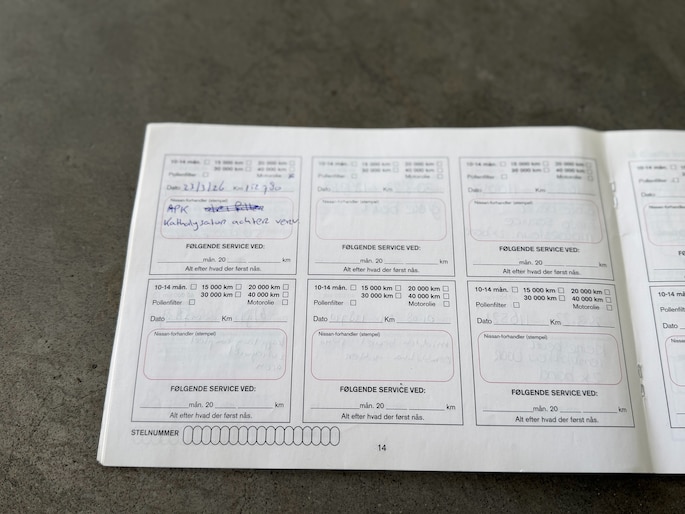 10-14 mån. 15 000 km 20 000 km
30 000 km 40 000 km
Pollenfilter Motorolie
Dato 23/3/26 Km
Nissan-forhandler (stempel)
APK
Katalysator achter verv.
FØLGENDE SERVICE VED:
mån. 20 km
Alt efter hvad der først nås.
15 000 km 20 000 km
30 000 km 40 000 km
Motorolie
Km
Nissan-forhandler (stempel)
FØLGENDE SERVICE VED:
mån. 20 km
Alt efter hvad der først nås.
10-14 mån. 15 000 km 20 000 km
30 000 km 40 000 km
Pollenfilter Motorolie
Dato Km
Nissan-forhandler (stempel)
FØLGENDE SERVICE VED:
mån. 20 km
Alt efter hvad der først nås.
10-14 mån. 15 000 km 20 000 km
30 000 km 40 000 km
Pollenfilter Motorolie
Dato Km
Nissan-forhandler (stempel)
FØLGENDE SERVICE VED:
mån. 20 km
Alt efter hvad der først nås.
10-14 mån. 15 000 km 20 000 km
30 000 km 40 000 km
Pollenfilter Motorolie
Dato Km
Nissan-forhandler (stempel)
FØLGENDE SERVICE VED:
mån. 20 km
Alt efter hvad der først nås.
10-14 mån. 15 000 km 20 000 km
30 000 km 40 000 km
Pollenfilter Motorolie
Dato Km
Nissan-forhandler (stempel)
FØLGENDE SERVICE VED:
mån. 20 km
Alt efter hvad der først nås.
STELNUMMER
14